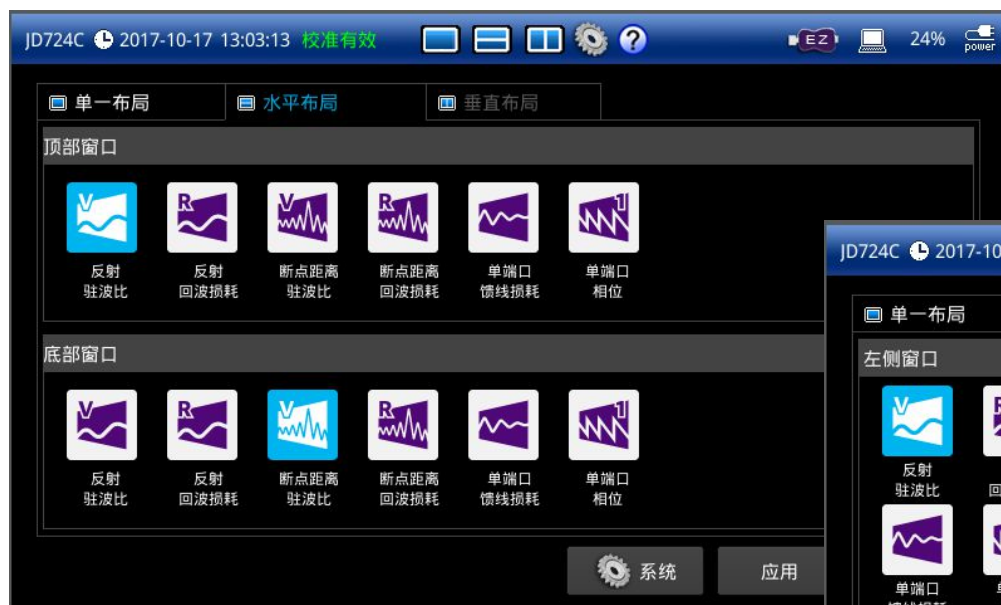 JD724C 2017-10-17 13:03:13 校准有效 ? EZ 24% power
单一布局 水平布局 垂直布局
顶部窗口
V R V R 1
反射 反射 断点距离 断点距离 单端口 单端口
驻波比 回波损耗 驻波比 回波损耗 馈线损耗 相位
底部窗口
V R V R 1
反射 反射 断点距离 断点距离 单端口 单端口
驻波比 回波损耗 驻波比 回波损耗 馈线损耗 相位
系统 应用
JD724C 2017-10
单一布局
左侧窗口
V
反射
驻波比
单端口